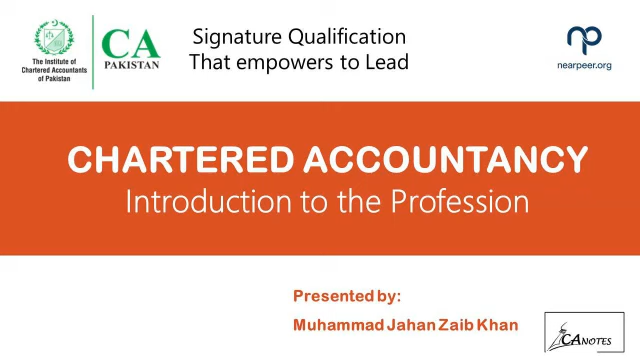 The Institute of
Chartered Accountants
of Pakistan
CA
PAKISTAN
Signature Qualification
That empowers to Lead
np
nearpeer.org
CHARTERED ACCOUNTANCY
Introduction to the Profession
Presented by:
Muhammad Jahan Zaib Khan
CANOTES